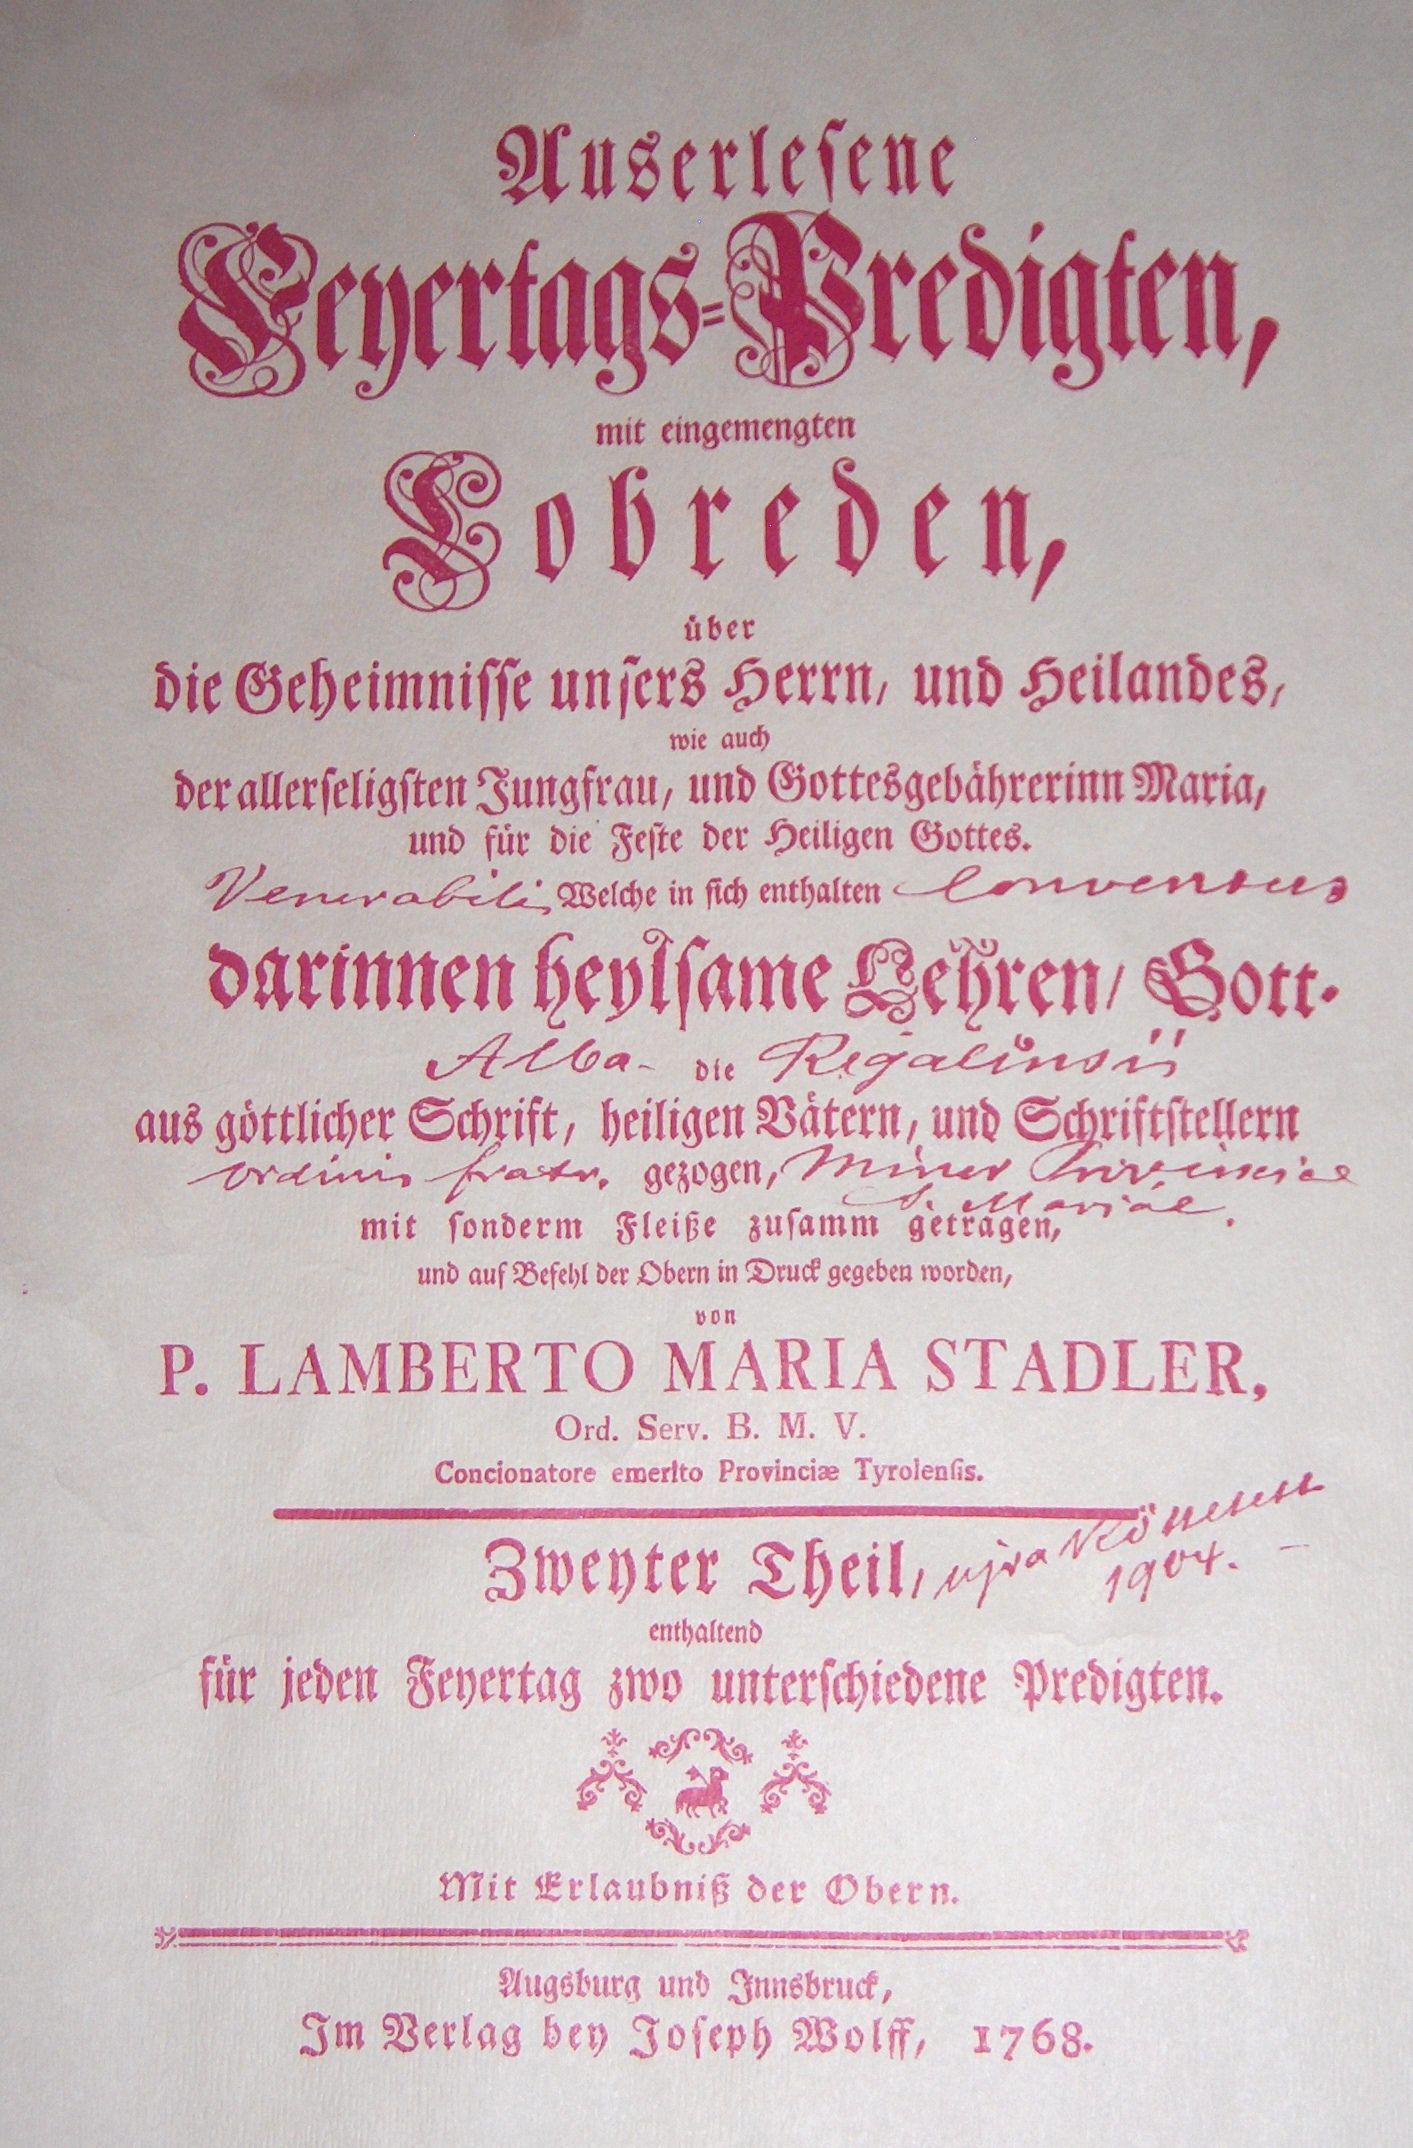 Auserlesene
Feyertags=Predigten,
mit eingemengten
Lobreden,
über
die Geheimnisse unsers Herrn, und Heilandes,
wie auch
der allerseligsten Jungfrau, und Gottesgebährerinn Maria,
und für die Feste der Heiligen Gottes.
Venerabilis Welche in sich enthalten Conventus
darinnen heylsame Lehren/ Gott-
Alba- die Regalensis
aus göttlicher Schrift, heiligen Vätern, und Schriftstellern
ordinis fratr. gezogen, Minor Provinciae
S. Mariae.
mit sonderm Fleiße zusamm getragen,
und auf Befehl der Obern in Druck gegeben worden,
von
P. LAMBERTO MARIA STADLER,
Ord. Serv. B. M. V.
Concionatore emerito Provinciæ Tyrolensis.
Zweyter Theil,
1904.
enthaltend
für jeden Feyertag zwo unterschiedene Predigten.
Mit Erlaubniß der Obern.
Augsburg und Innsbruck,
Im Verlag bey Joseph Wolff, 1768.